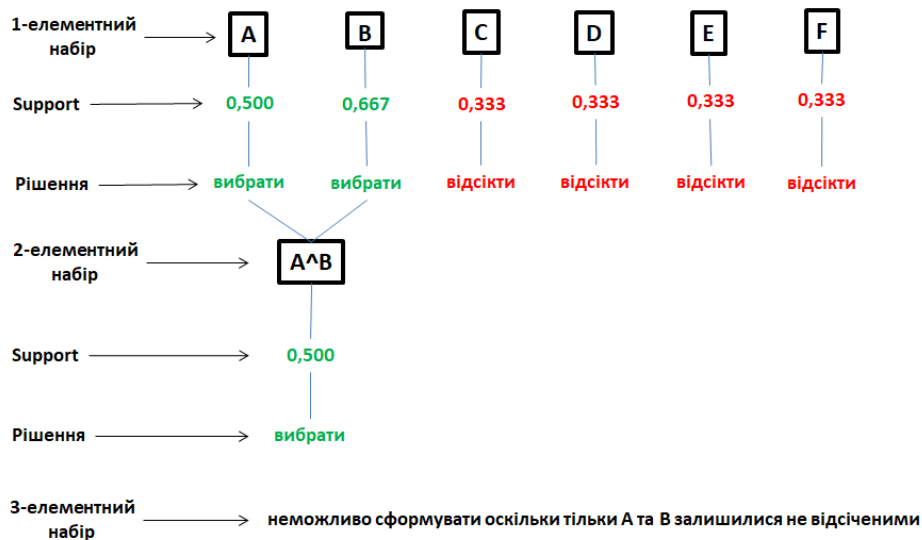 1-елементний
набір
A B C D E F
Support 0,500 0,667 0,333 0,333 0,333 0,333
Рішення вибрати вибрати відсікти відсікти відсікти відсікти
2-елементний
набір
A^B
Support 0,500
Рішення вибрати
3-елементний
набір
неможливо сформувати оскільки тільки А та В залишилися не відсіченими